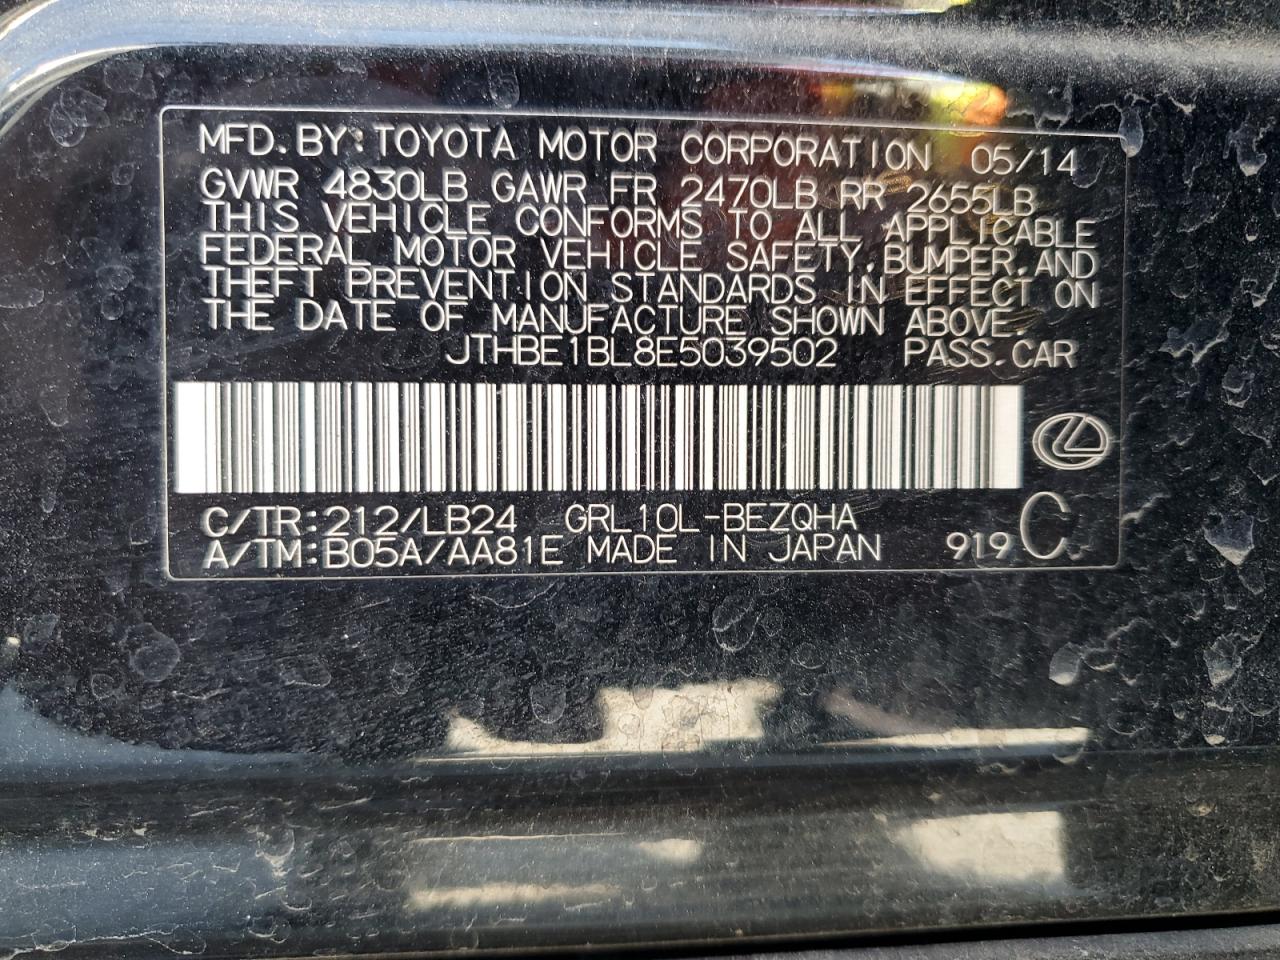 MFD. BY: TOYOTA MOTOR CORPORATION 05/14
GVWR 4830LB GAWR FR 2470LB RR 2655LB
THIS VEHICLE CONFORMS TO ALL APPLICABLE
FEDERAL MOTOR VEHICLE SAFETY, BUMPER, AND
THEFT PREVENTION STANDARDS IN EFFECT ON
THE DATE OF MANUFACTURE SHOWN ABOVE.
JTHBE1BL8E5039502 PASS. CAR
C/TR: 212/LB24 GRL10L-BEZQHA
A/TM: B05A/AA81E MADE IN JAPAN 919 C